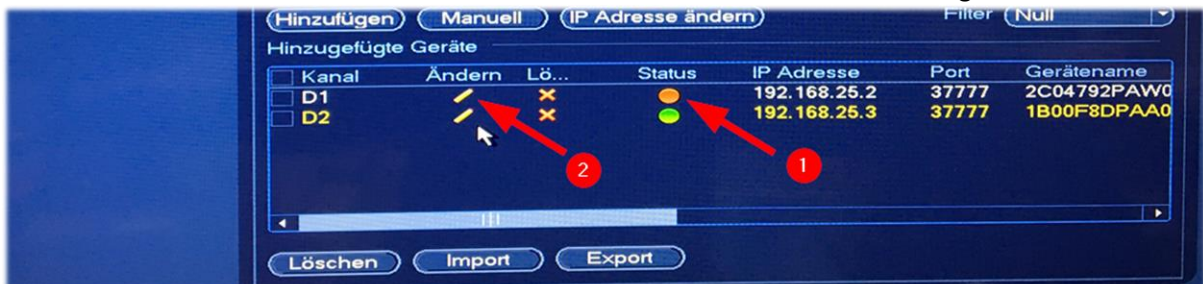 Hinzufügen Manuell IP Adresse ändern Filter Null
Hinzugefügte Geräte
Kanal Ändern Lö... Status IP Adresse Port Gerätename
D1 192.168.25.2 37777 2C04792PAW0
D2 192.168.25.3 37777 1B00F8DPAA0
2
1
Löschen Import Export